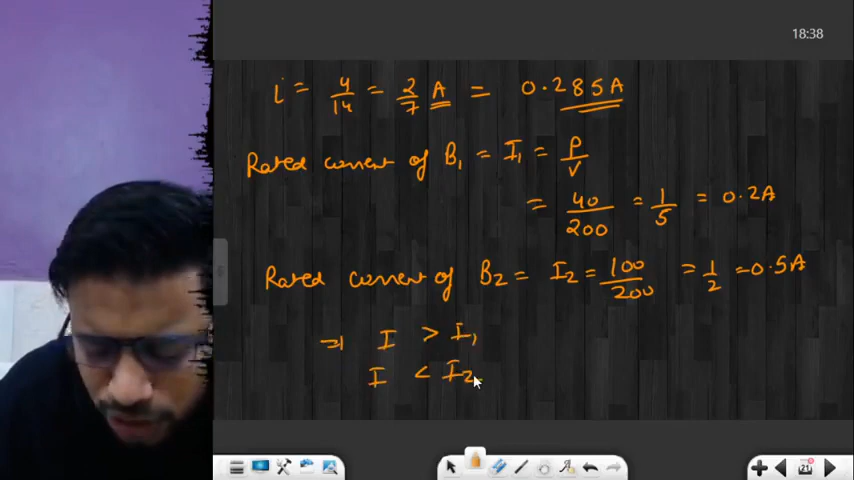 18:38
i = 4/14 = 2/7 A = 0.285A
Rated current of B1 = I1 = P/V
= 40/200 = 1/5 = 0.2A
Rated current of B2 = I2 = 100/200 = 1/2 = 0.5A
⇒ I > I1
I < I2
21